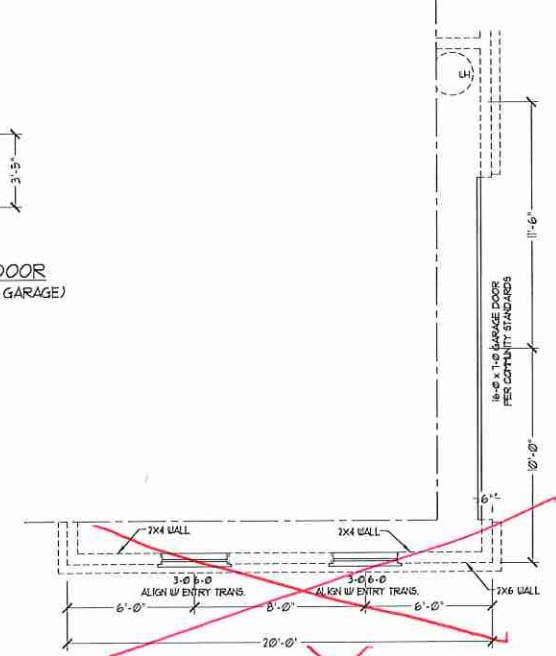 WH
3'-5"
11'-6"
DOOR
GARAGE)
16-0 x 7-0 GARAGE DOOR
PER COMMUNITY STANDARDS
10'-0"
6"
2X4 WALL
2X4 WALL
3-0 6-0
ALIGN W/ ENTRY TRANS.
3-0 6-0
ALIGN W/ ENTRY TRANS.
2X6 WALL
6'-0"
8'-0"
6'-0"
20'-0"